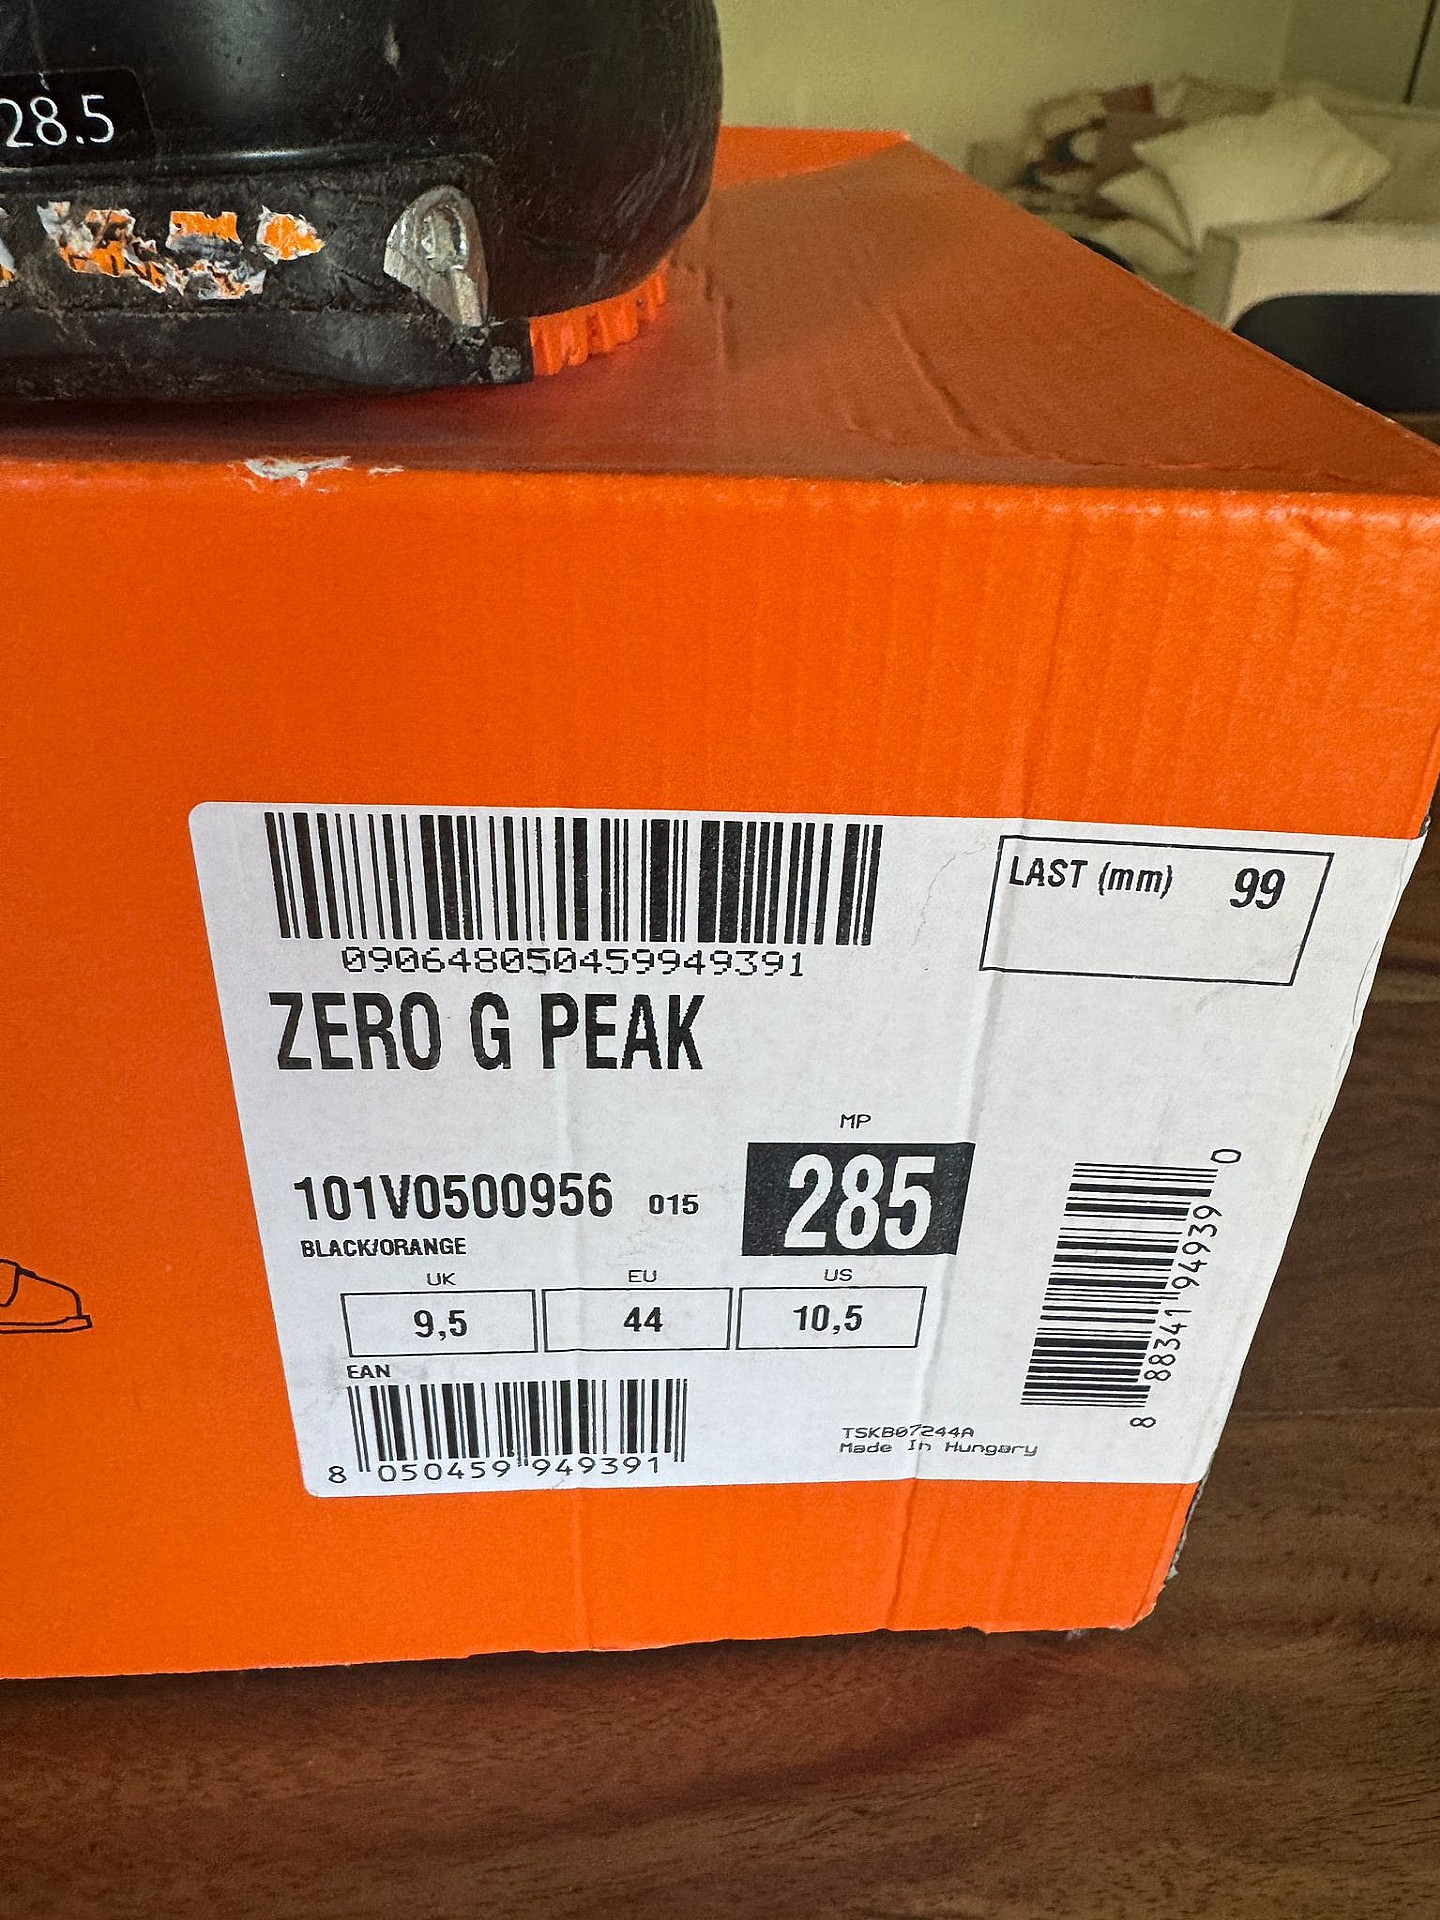 28.5
090648050459949391
LAST (mm) 99
ZERO G PEAK
MP
101V0500956 015 285
BLACK/ORANGE
UK EU US
9,5 44 10,5
EAN
8 050459 949391
TSKB07244A
Made In Hungary
8 88341 94939 0